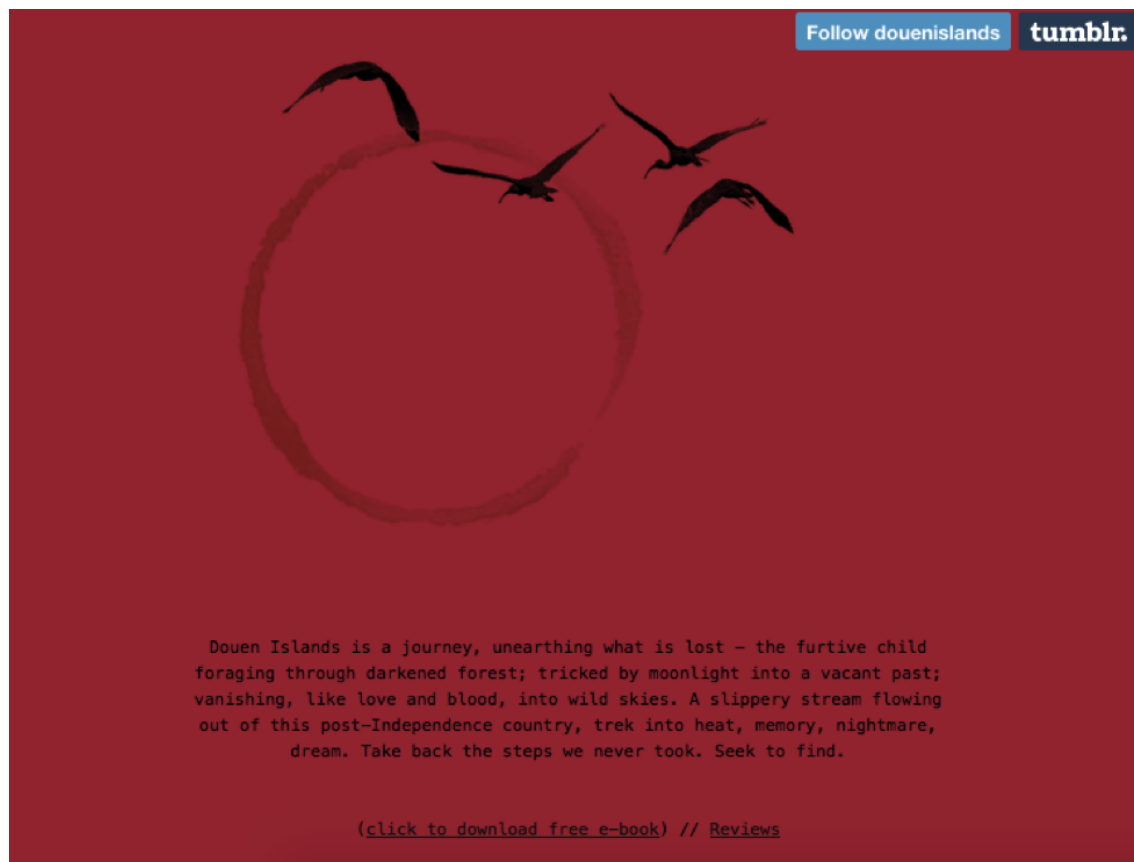 Follow douenislands
tumblr.
Douen Islands is a journey, unearthing what is lost – the furtive child
foraging through darkened forest; tricked by moonlight into a vacant past;
vanishing, like love and blood, into wild skies. A slippery stream flowing
out of this post–Independence country, trek into heat, memory, nightmare,
dream. Take back the steps we never took. Seek to find.
(click to download free e-book) // Reviews